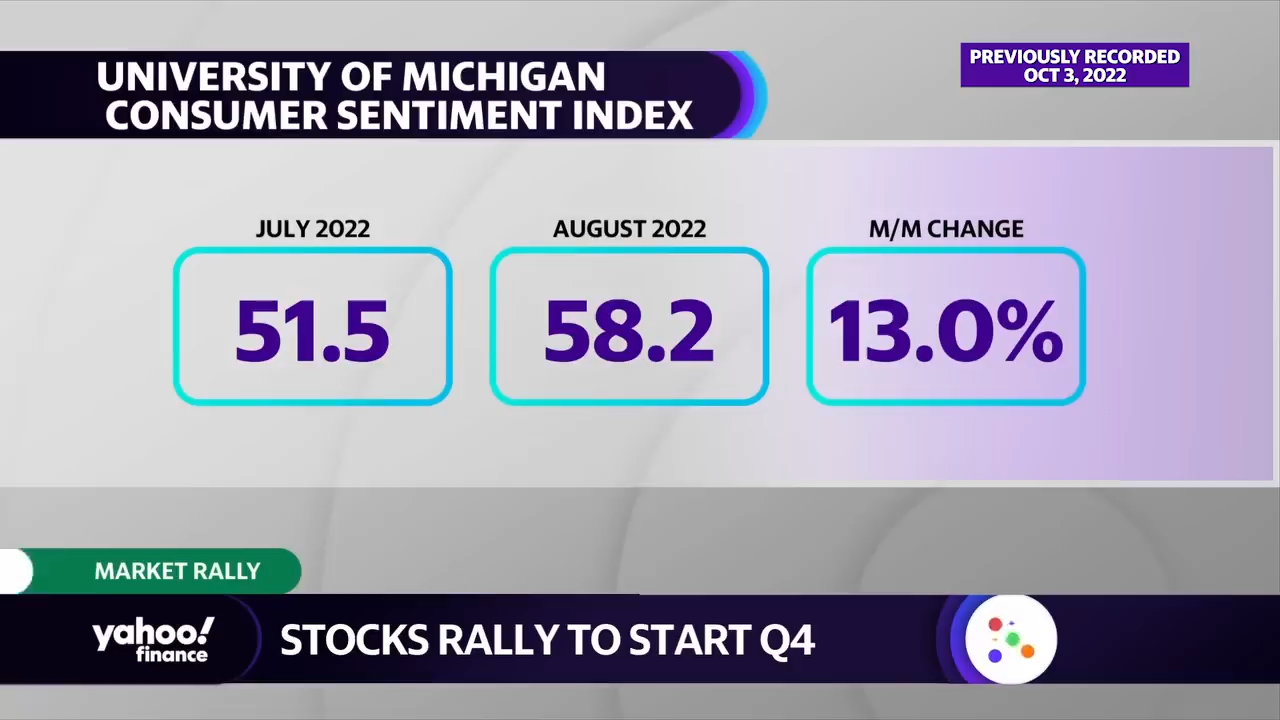 UNIVERSITY OF MICHIGAN
CONSUMER SENTIMENT INDEX
PREVIOUSLY RECORDED
OCT 3, 2022
JULY 2022
AUGUST 2022
M/M CHANGE
51.5
58.2
13.0%
MARKET RALLY
yahoo!
finance
STOCKS RALLY TO START Q4